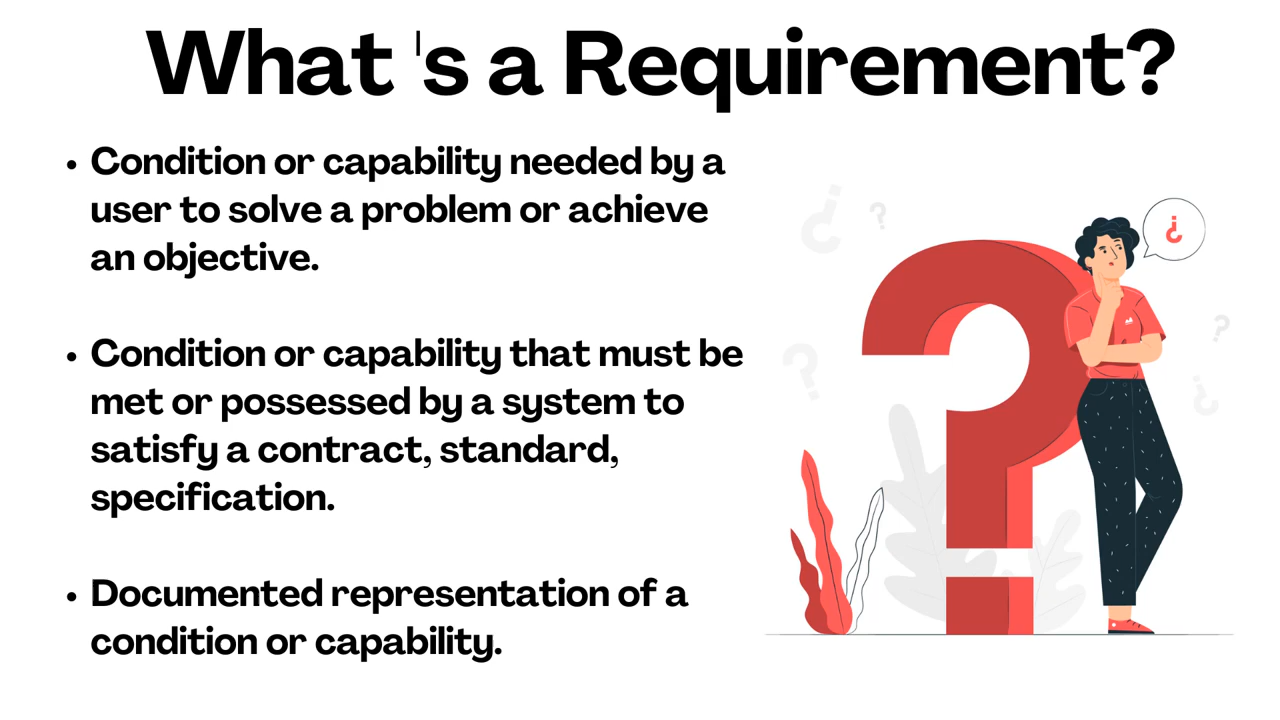 What 's a Requirement?
• Condition or capability needed by a
user to solve a problem or achieve
an objective.
• Condition or capability that must be
met or possessed by a system to
satisfy a contract, standard,
specification.
• Documented representation of a
condition or capability.
¿